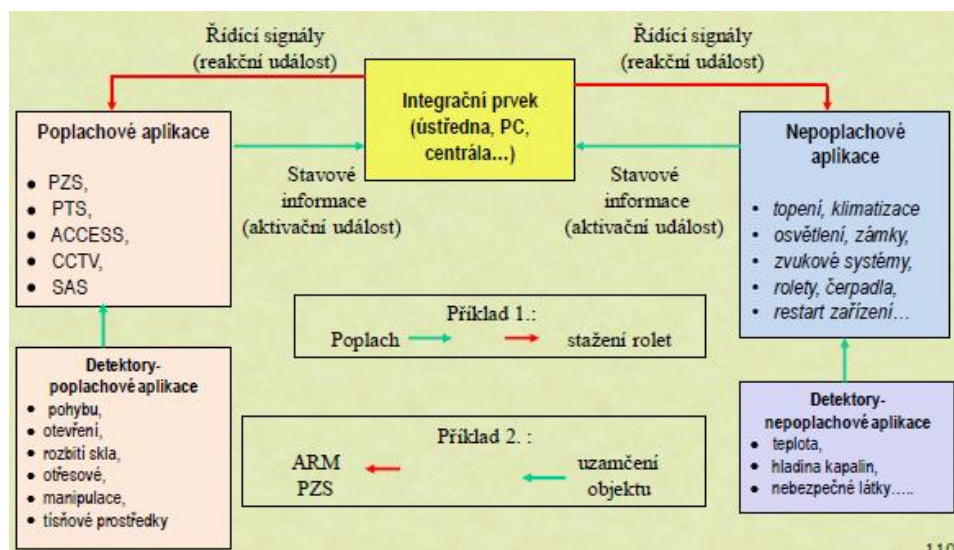 Řídící signály
(reakční událost)
Řídící signály
(reakční událost)
Integrační prvek
(ústředna, PC,
centrála...)
Poplachové aplikace
● PZS,
● PTS,
● ACCESS,
● CCTV,
● SAS
Stavové
informace
(aktivační událost)
Stavové
informace
(aktivační událost)
Nepoplachové
aplikace
• topení, klimatizace
• osvětlení, zámky,
• zvukové systémy,
• rolety, čerpadla,
• restart zařízení…
Příklad 1.:
Poplach stažení rolet
Detektory-
poplachové aplikace
● pohybu,
● otevření,
● rozbití skla,
● otřesové,
● manipulace,
● tísňové prostředky
Příklad 2. :
ARM uzamčení
PZS objektu
Detektory-
nepoplachové aplikace
● teplota,
● hladina kapalin,
● nebezpečné látky…..
110